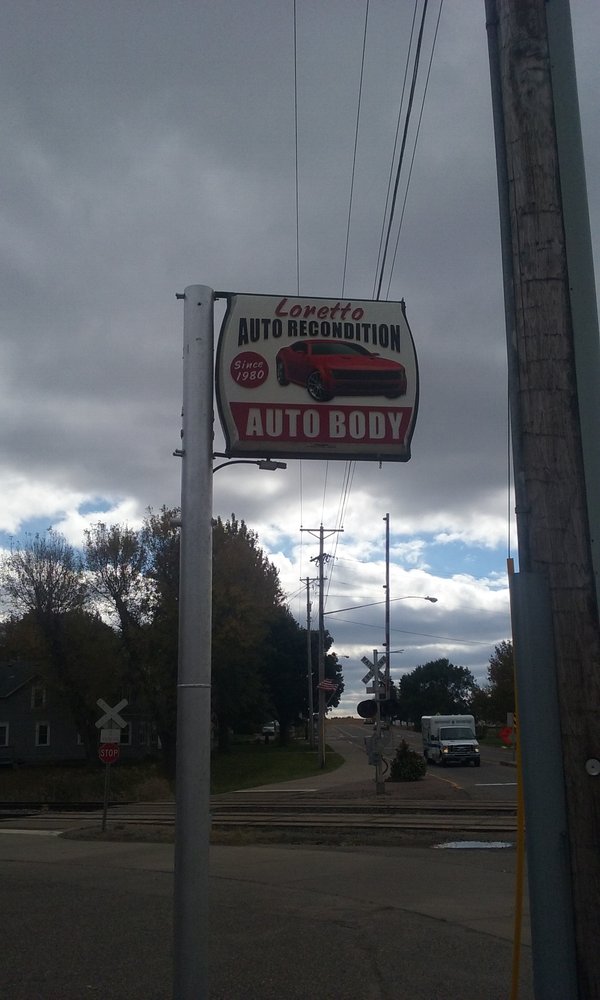 Loretto
AUTO RECONDITION
Since
1980
AUTO BODY
STOP